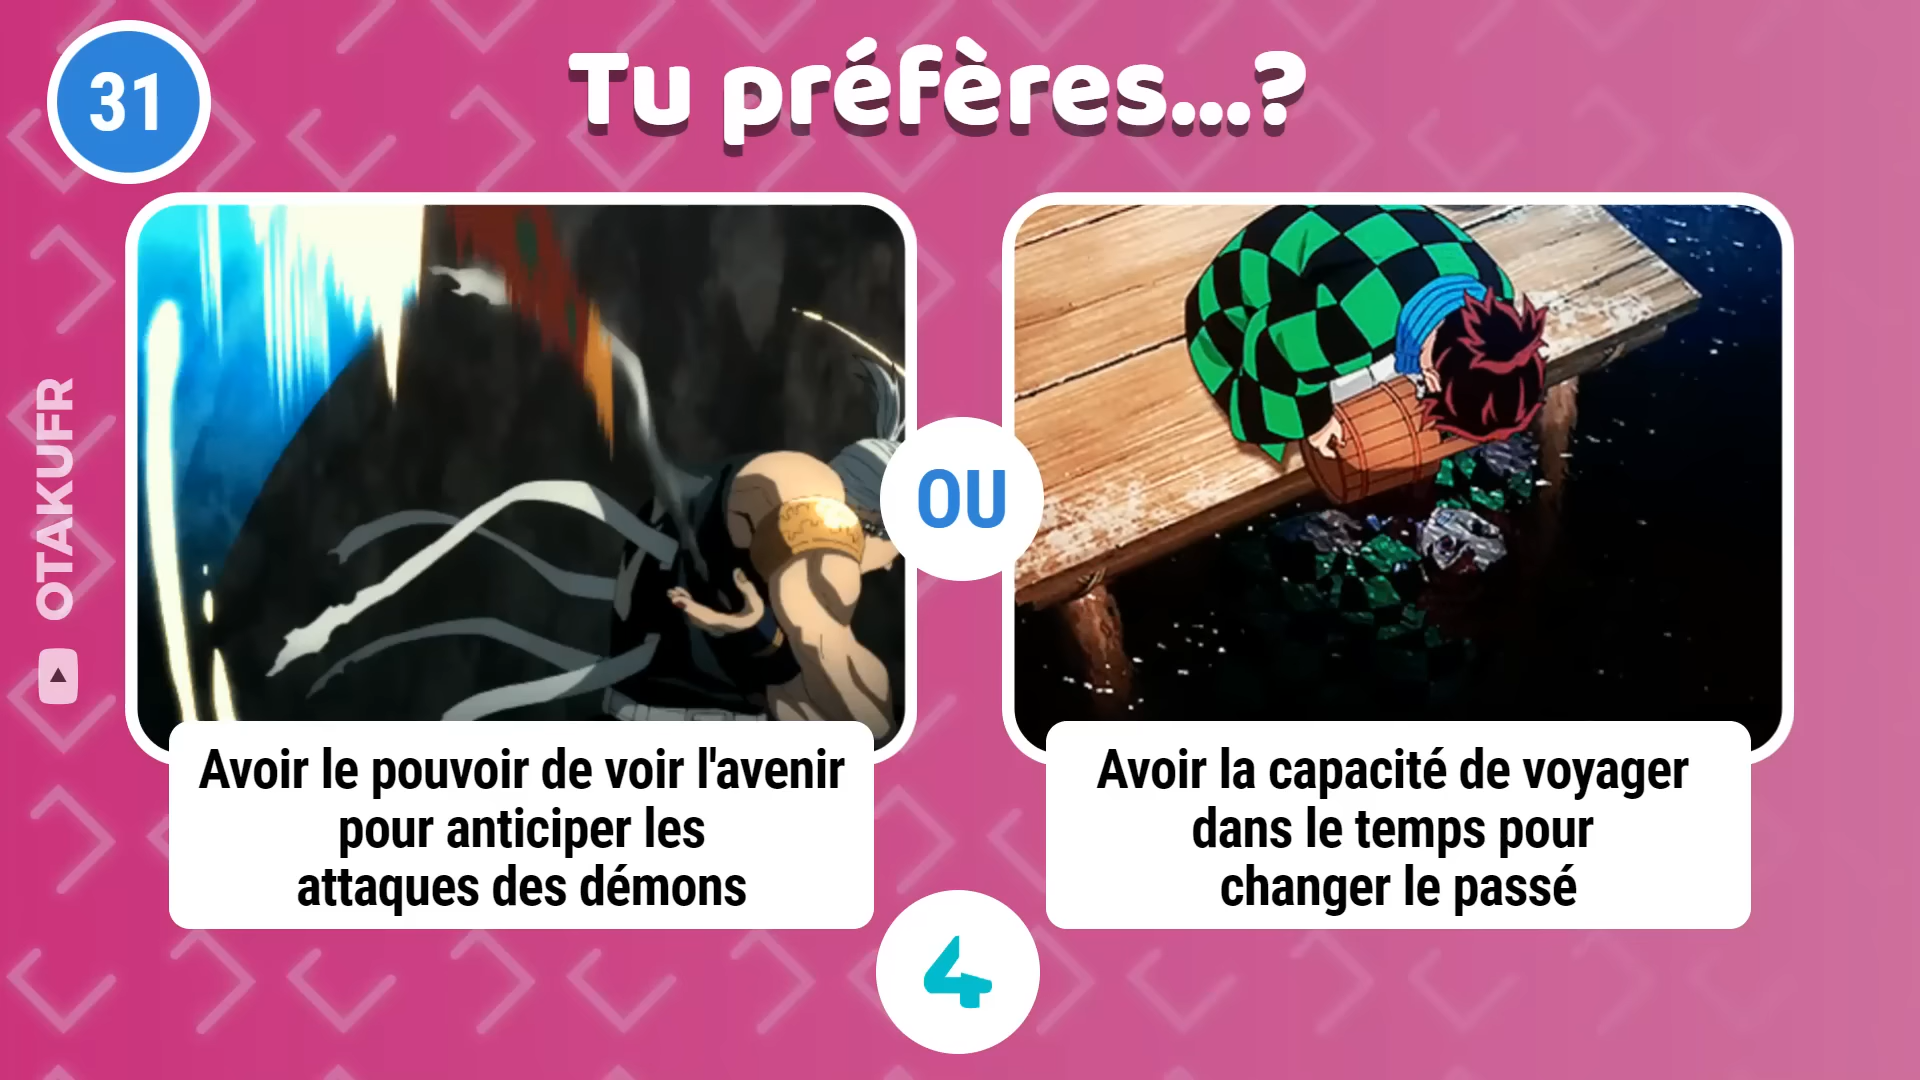 31
Tu préfères...?
OTAKUFR
OU
Avoir le pouvoir de voir l'avenir
pour anticiper les
attaques des démons
Avoir la capacité de voyager
dans le temps pour
changer le passé
4